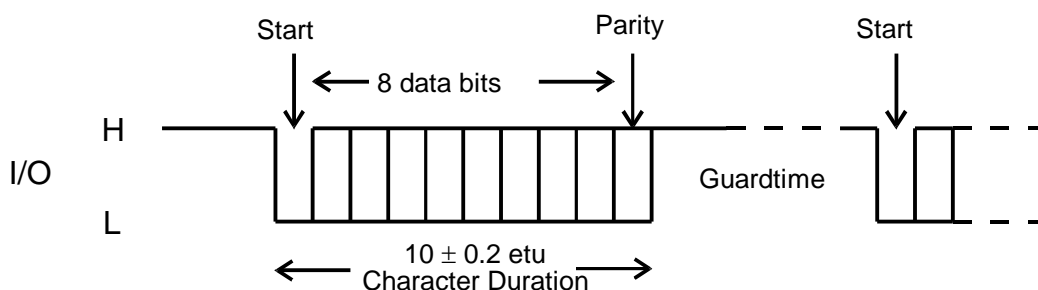 Start Parity Start
8 data bits
H
I/O
Guardtime
L
10 ± 0.2 etu
Character Duration